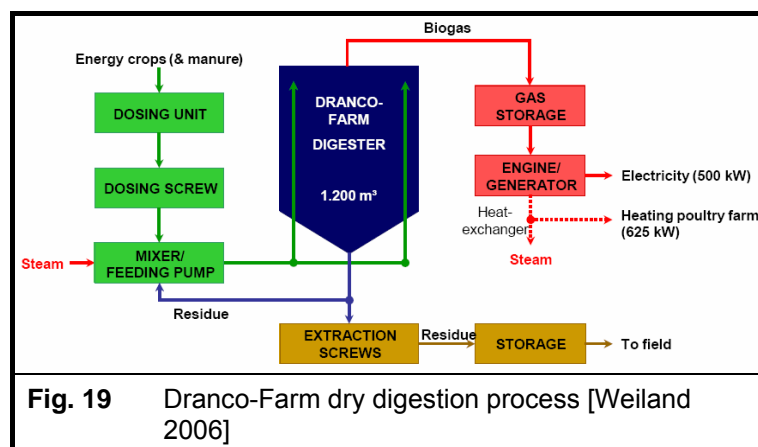 Biogas
Energy crops (& manure)
DOSING UNIT
DOSING SCREW
Steam
MIXER/
FEEDING PUMP
Residue
DRANCO-
FARM
DIGESTER
1.200 m³
GAS
STORAGE
ENGINE/
GENERATOR
Electricity (500 kW)
Heat-
exchanger
Heating poultry farm
(625 kW)
Steam
EXTRACTION
SCREWS
Residue
STORAGE
To field
Fig. 19 Dranco-Farm dry digestion process [Weiland
2006]